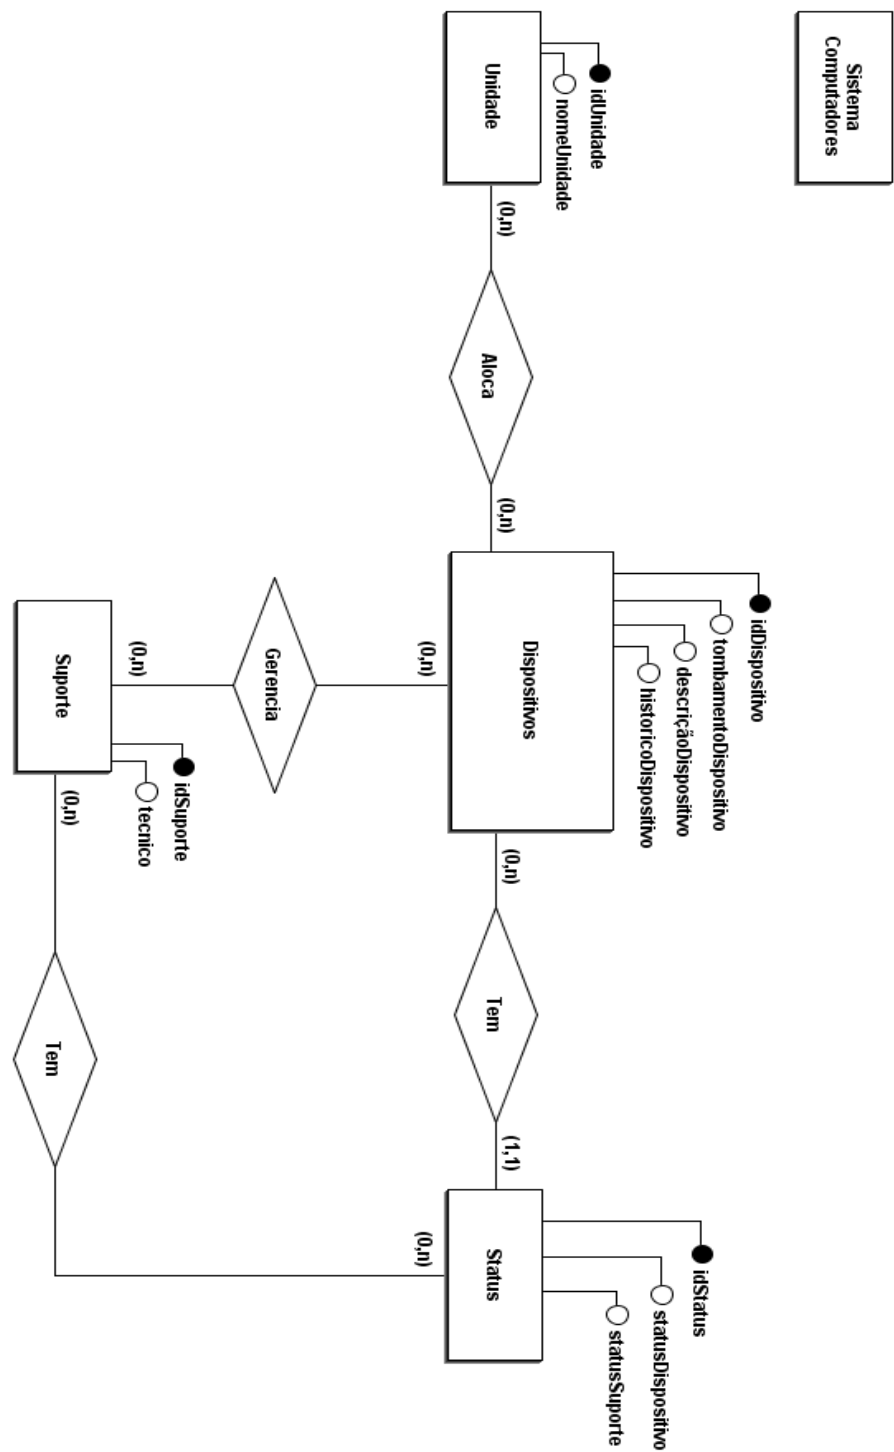 Sistema
Computadores
idUnidade
nomeUnidade
Unidade
(0,n)
Aloca
(0,n)
idDispositivo
tombamentoDispositivo
descriçãoDispositivo
historicoDispositivo
Dispositivos
(0,n)
Tem
(1,1)
idStatus
statusDispositivo
statusSuporte
Status
(0,n)
Gerencia
(0,n)
Suporte
idSuporte
tecnico
(0,n)
Tem
(0,n)